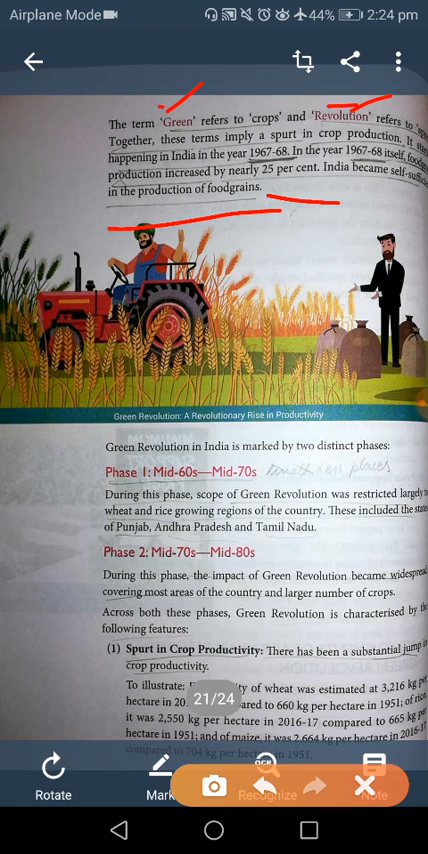 Airplane Mode
44%
2:24 pm
The term 'Green' refers to 'crops' and 'Revolution' refers to
Together, these terms imply a spurt in crop production. It
happening in India in the year 1967-68. In the year 1967-68 itself,
production increased by nearly 25 per cent. India became
in the production of foodgrains.
Green Revolution: A Revolutionary Rise in Productivity
Green Revolution in India is marked by two distinct phases:
Phase 1: Mid-60s—Mid-70s
places
During this phase, scope of Green Revolution was restricted largely
wheat and rice growing regions of the country. These included the
of Punjab, Andhra Pradesh and Tamil Nadu.
Phase 2: Mid-70s—Mid-80s
During this phase, the impact of Green Revolution became widespread,
covering most areas of the country and larger number of crops.
Across both these phases, Green Revolution is characterised by the
following features:
(1) Spurt in Crop Productivity: There has been a substantial jump in
crop productivity.
To illustrate: of wheat was estimated at 3,216 kg per
hectare in to 660 kg per hectare in 1951; of rice,
it was 2,550 kg per hectare in 2016-17 compared to 665 kg per
hectare in 1951; and of maize, it was 2,664 kg per hectare in 2016-17
compared to 704 kg per hectare in 1951.
21/24
Rotate
Mark
OCR
Recognize
Note